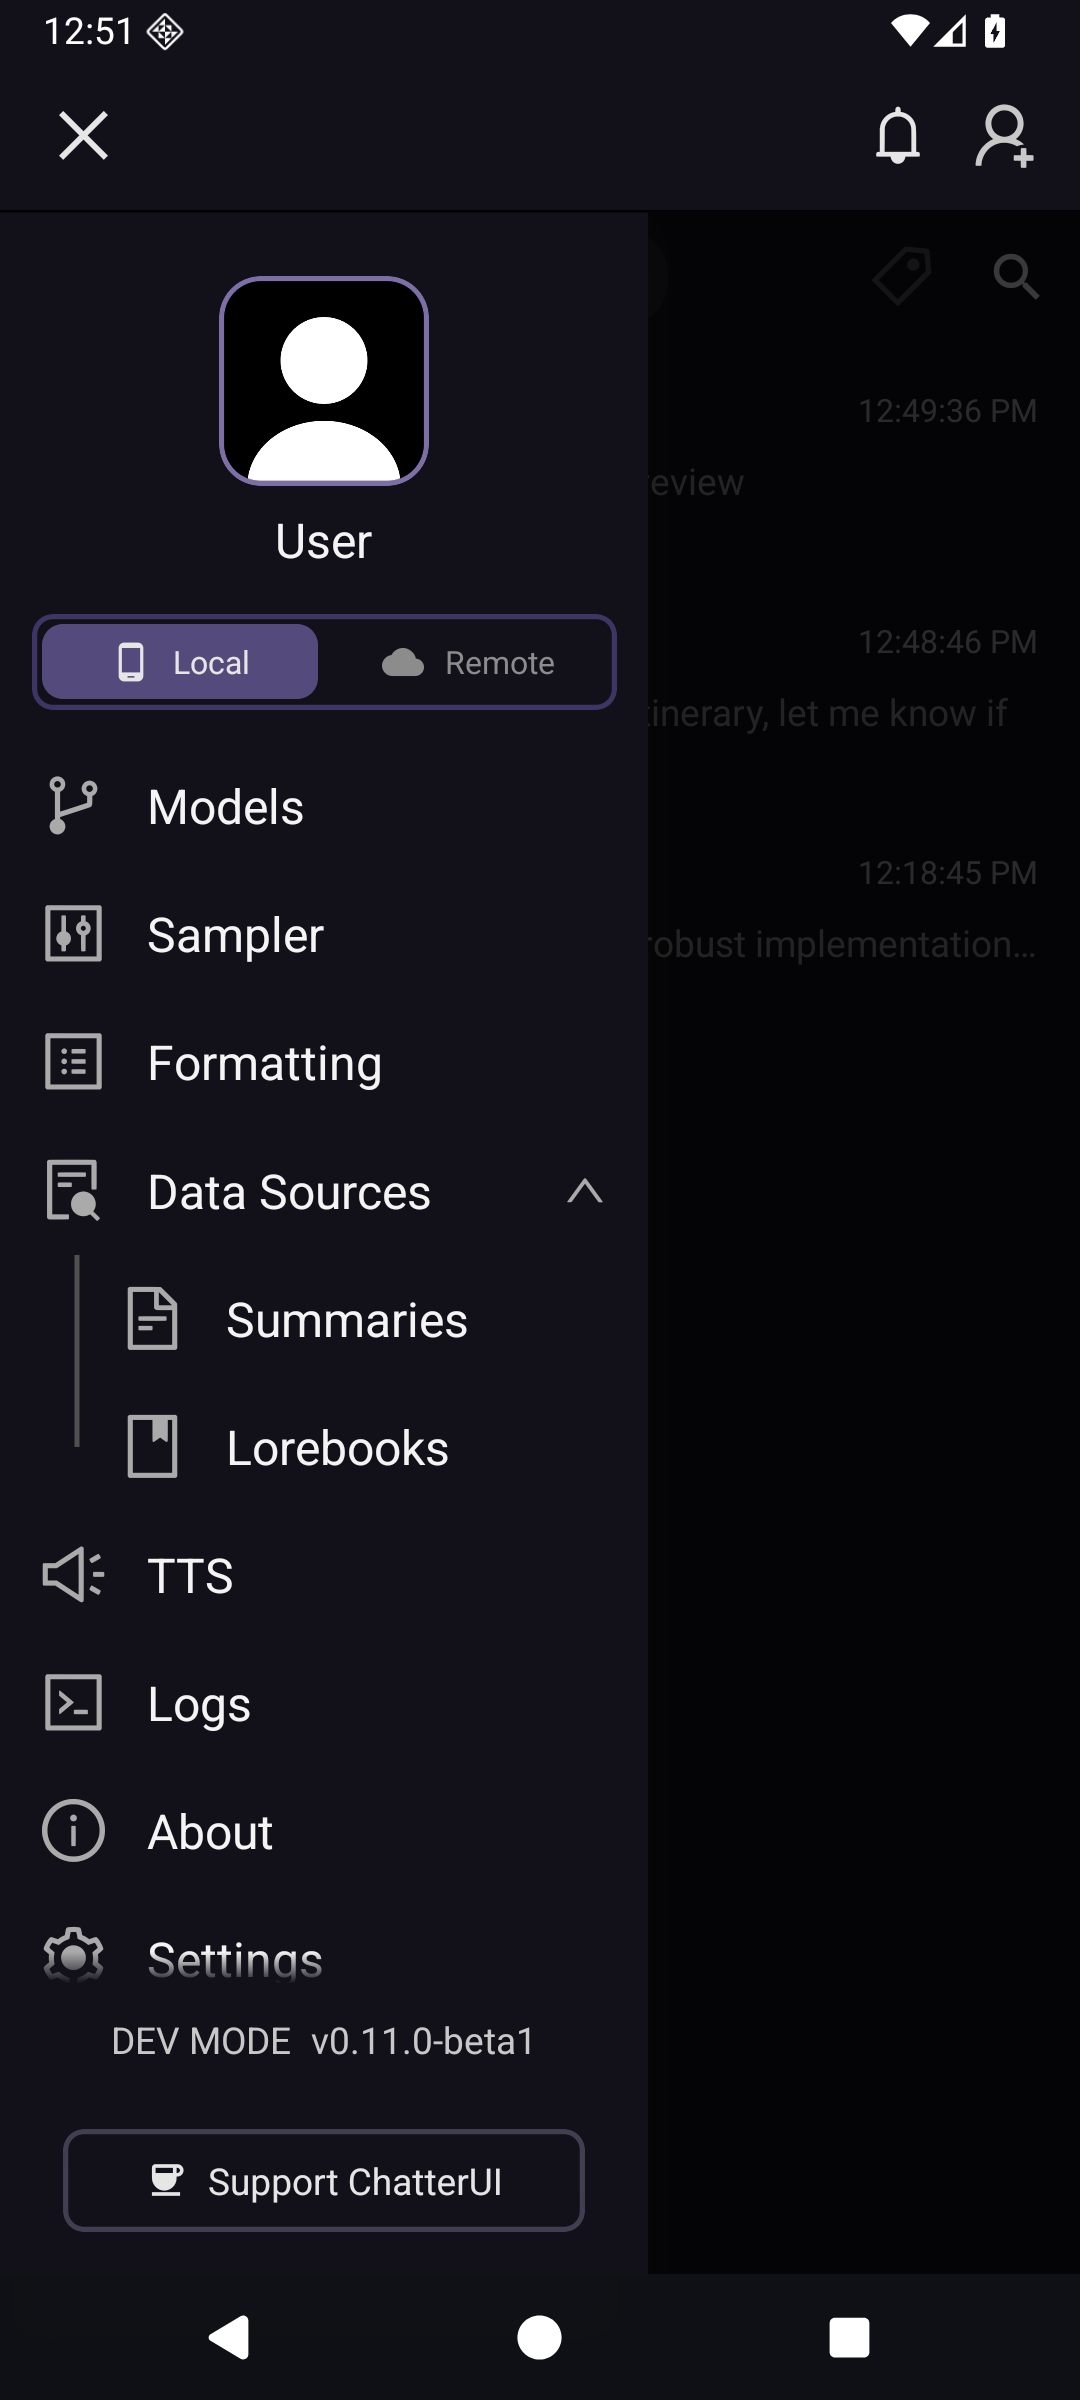 12:51
12:49:36 PM
eview
User
12:48:46 PM
Local Remote
tinerary, let me know if
Models
12:18:45 PM
Sampler
robust implementation…
Formatting
Data Sources
Summaries
Lorebooks
TTS
Logs
About
Settings
DEV MODE v0.11.0-beta1
Support ChatterUI